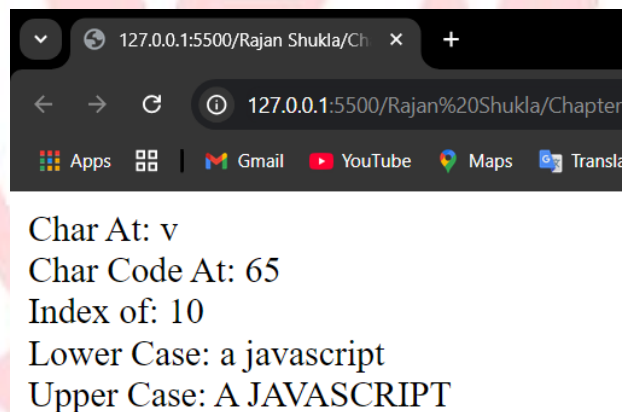 127.0.0.1:5500/Rajan Shukla/Ch
127.0.0.1:5500/Rajan%20Shukla/Chapter
Apps Gmail YouTube Maps Transla
Char At: v
Char Code At: 65
Index of: 10
Lower Case: a javascript
Upper Case: A JAVASCRIPT